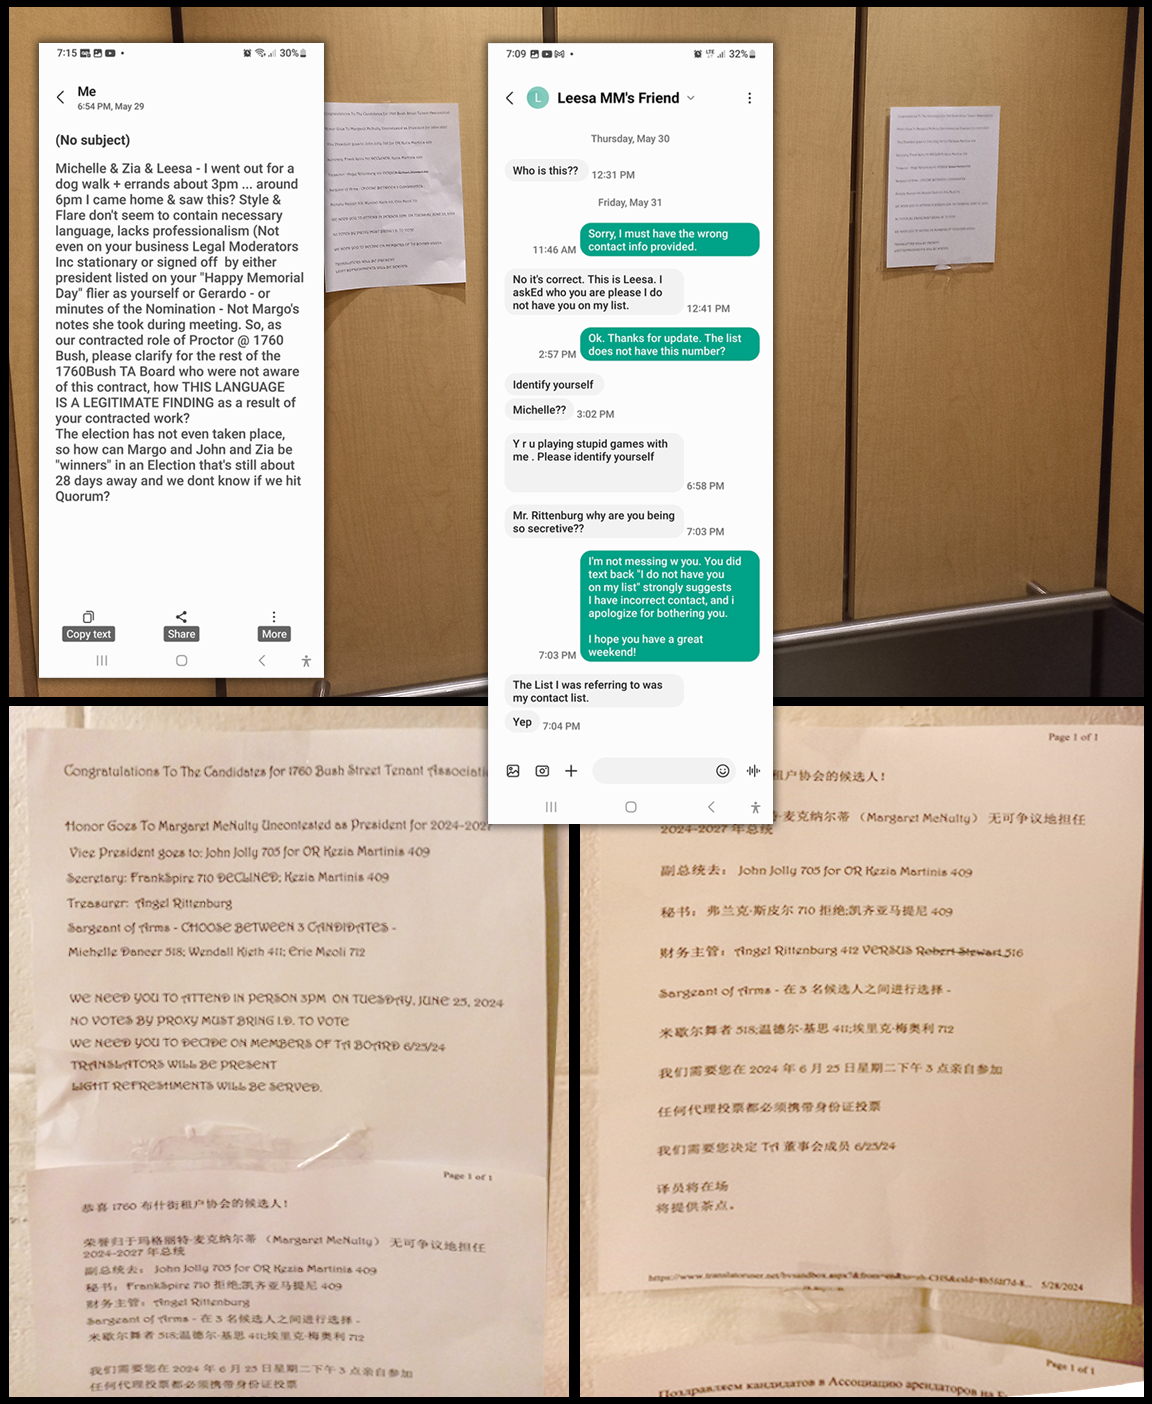 7:15
30%
Me
6:54 PM, May 29
(No subject)
Michelle & Zia & Leesa - I went out for a
dog walk + errands about 3pm ... around
6pm I came home & saw this? Style &
Flare don't seem to contain necessary
language, lacks professionalism (Not
even on your business Legal Moderators
Inc stationary or signed off  by either
president listed on your "Happy Memorial
Day" flier as yourself or Gerardo - or
minutes of the Nomination - Not Margo's
notes she took during meeting. So, as
our contracted role of Proctor @ 1760
Bush, please clarify for the rest of the
1760Bush TA Board who were not aware
of this contract, how THIS LANGUAGE
IS A LEGITIMATE FINDING as a result of
your contracted work?
The election has not even taken place,
so how can Margo and John and Zia be
"winners" in an Election that's still about
28 days away and we dont know if we hit
Quorum?
Copy text
Share
More
7:09
LTE
32%
L
Leesa MM's Friend
Thursday, May 30
Who is this??
12:31 PM
Friday, May 31
Sorry, I must have the wrong
contact info provided.
11:46 AM
No it's correct. This is Leesa. I
askEd who you are please I do
not have you on my list.
12:41 PM
Ok. Thanks for update. The list
does not have this number?
2:57 PM
Identify yourself
Michelle??
3:02 PM
Y r u playing stupid games with
me . Please identify yourself
6:58 PM
Mr. Rittenburg why are you being
so secretive??
7:03 PM
I'm not messing w you. You did
text back "I do not have you
on my list" strongly suggests
I have incorrect contact, and i
apologize for bothering you.
I hope you have a great
weekend!
7:03 PM
The List I was referring to was
my contact list.
Yep
7:04 PM
Congratulations To The Candidates for 1760 Bush Street Tenant Associati
Honor Goes To Margaret McNulty Uncontested as President for 2024-2027
Vice President goes to: John Jolly 705 for OR Kezia Martinis 409
Secretary: FrankSpire 710 DECLINED; Kezia Martinis 409
Treasurer: Angel Rittenburg
Sargeant of Arms - CHOOSE BETWEEN 3 CANDIDATES -
Michelle Dancer 518; Wendall Kieth 411; Eric Meoli 712
WE NEED YOU TO ATTEND IN PERSON 3PM ON TUESDAY, JUNE 25, 2024
NO VOTES BY PROXY MUST BRING I.D. TO VOTE
WE NEED YOU TO DECIDE ON MEMBERS OF TA BOARD 6/25/24
TRANSLATORS WILL BE PRESENT
LIGHT REFRESHMENTS WILL BE SERVED.
Page 1 of 1
恭喜 1760 布什街租户协会的候选人！
荣誉归于玛格丽特·麦克纳尔蒂 （Margaret McNulty） 无可争议地担任
2024-2027 年总统
副总统去： John Jolly 705 for OR Kezia Martinis 409
秘书： FrankSpire 710 拒绝;凯齐亚马提尼 409
财务主管： Angel Rittenburg
Sargeant of Arms - 在 3 名候选人之间进行选择 -
米歇尔舞者 518;温德尔·基思 411;埃里克·梅奥利 712
我们需要您在 2024 年 6 月 25 日星期二下午 3 点亲自参加
任何代理投票都必须携带身份证投票
Page 1 of 1
租户协会的候选人！
·麦克纳尔蒂 （Margaret McNulty） 无可争议地担任
2024-2027 年总统
副总统去： John Jolly 705 for OR Kezia Martinis 409
秘书： 弗兰克·斯皮尔 710 拒绝;凯齐亚马提尼 409
财务主管： Angel Rittenburg 412 VERSUS Robert Stewart 516
Sargeant of Arms - 在 3 名候选人之间进行选择 -
米歇尔舞者 518;温德尔·基思 411;埃里克·梅奥利 712
我们需要您在 2024 年 6 月 25 日星期二下午 3 点亲自参加
任何代理投票都必须携带身份证投票
我们需要您决定 TA 董事会成员 6/25/24
译员将在场
将提供茶点。
5/28/2024
Page 1 of 1
Поздравляем кандидатов в Ассоциацию арендаторов на